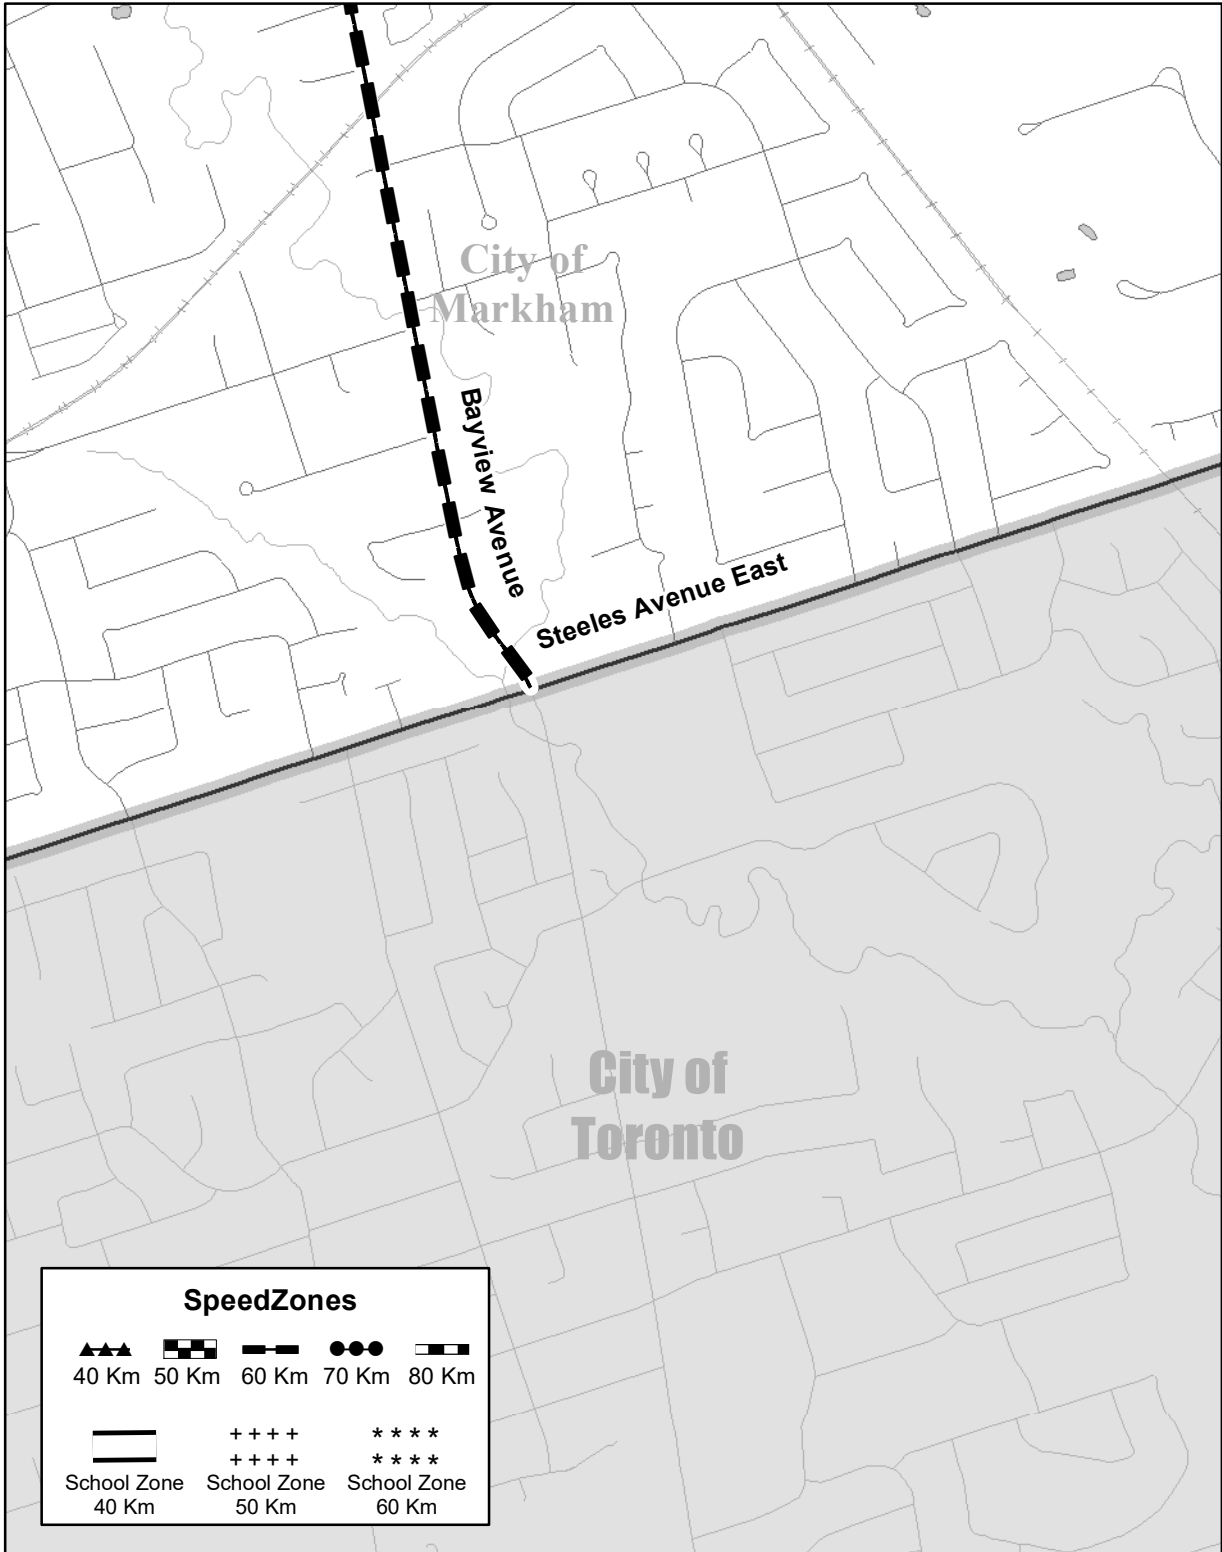 City of
Markham
Bayview Avenue
Steeles Avenue East
City of
Toronto
SpeedZones
40 Km 50 Km 60 Km 70 Km 80 Km
School Zone School Zone School Zone
40 Km 50 Km 60 Km